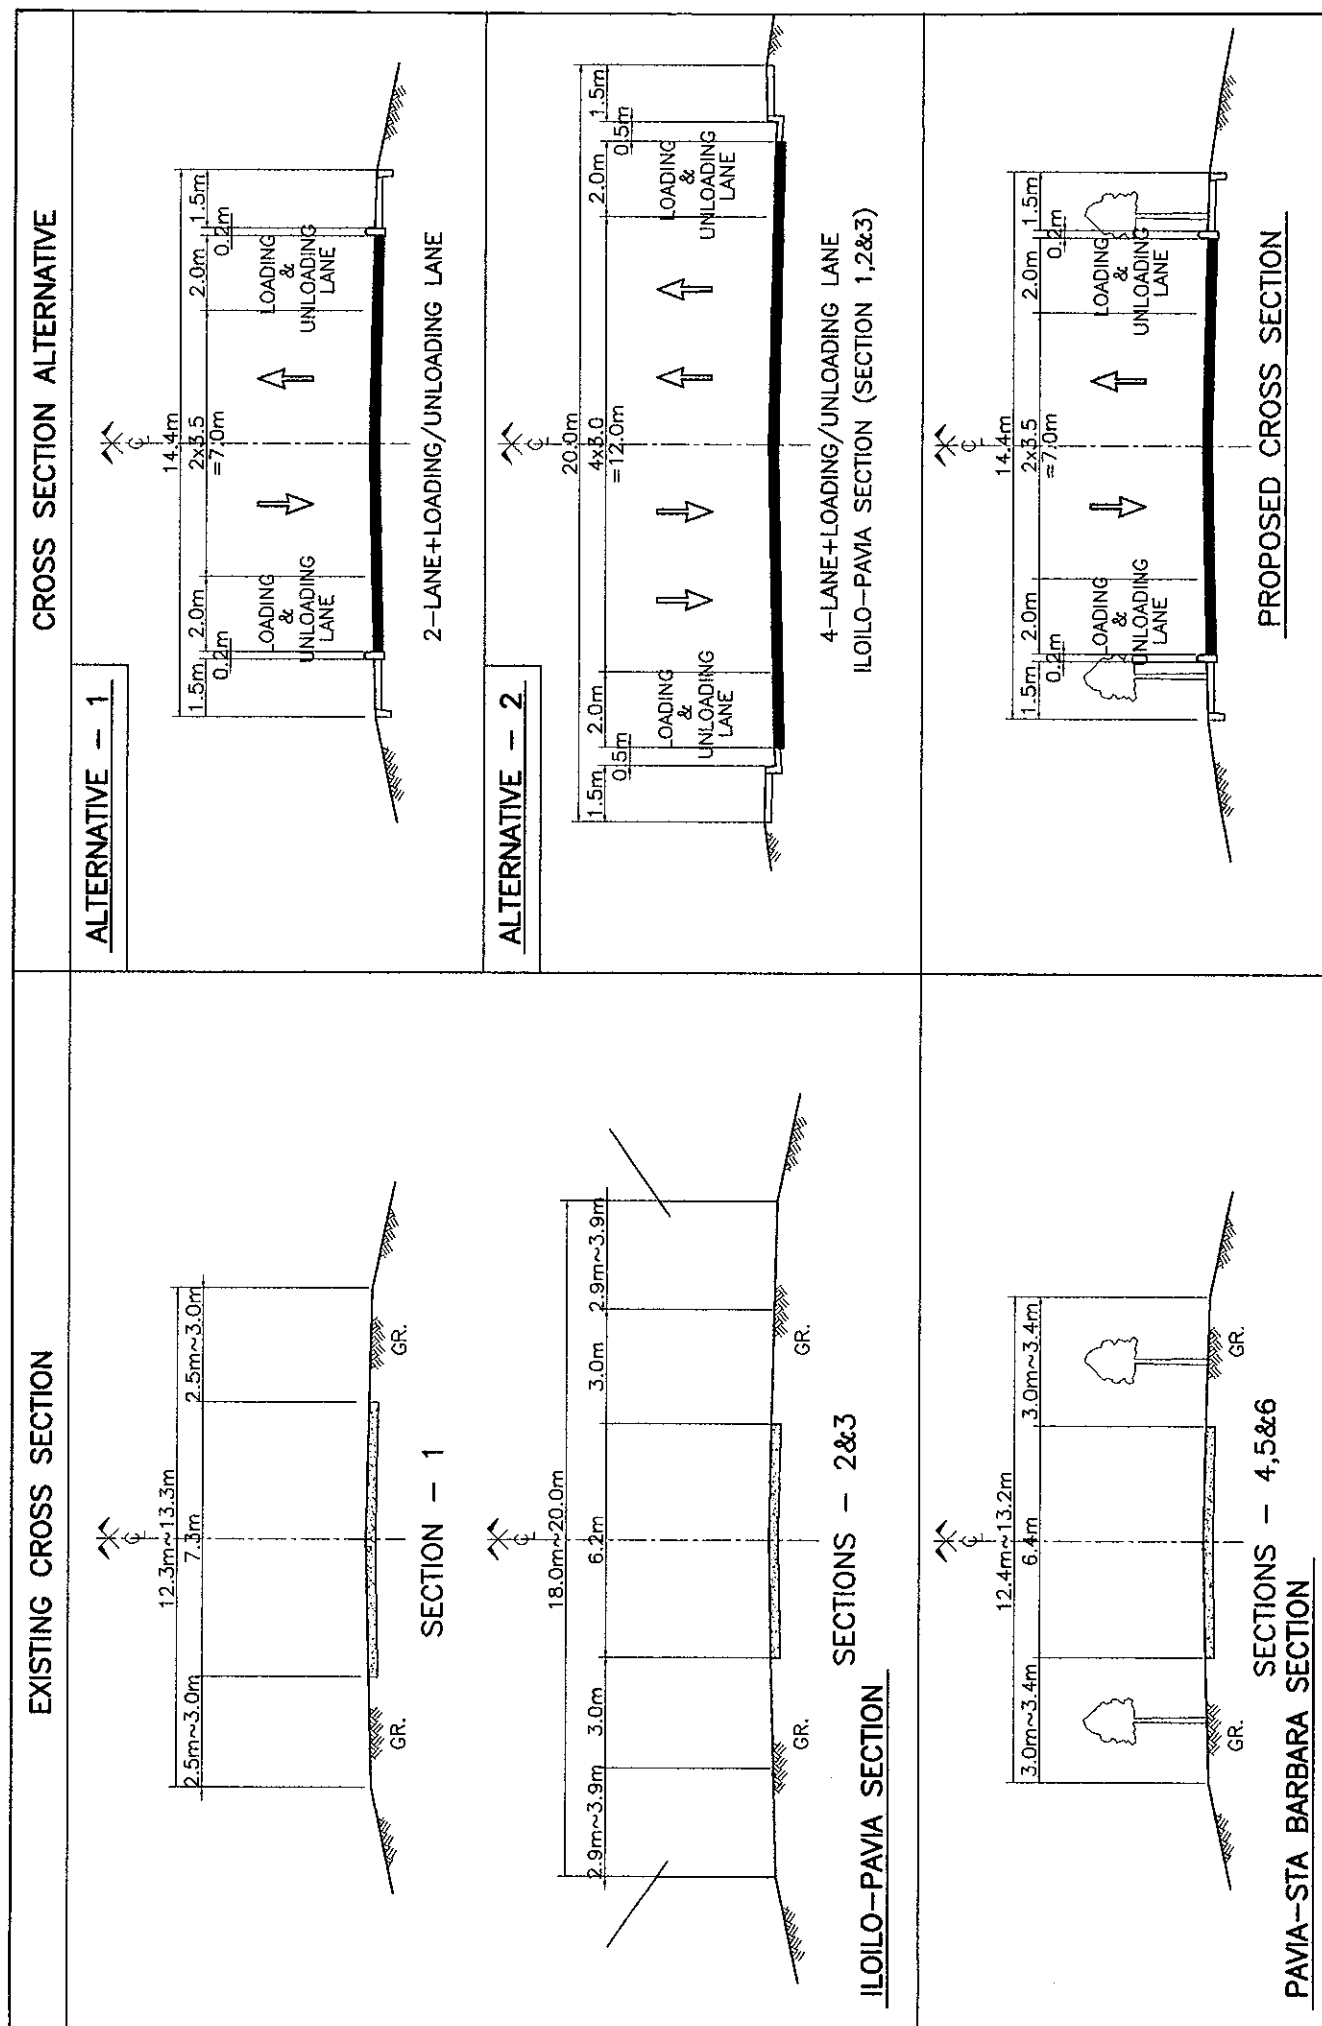 EXISTING CROSS SECTION
CROSS SECTION ALTERNATIVE
12.3m~13.3m
2.5m~3.0m
7.3m
2.5m~3.0m
GR.
GR.
SECTION – 1
18.0m~20.0m
2.9m~3.9m
3.0m
6.2m
3.0m
2.9m~3.9m
GR.
GR.
SECTIONS – 2&3
ILOILO–PAVIA SECTION
12.4m~13.2m
3.0m~3.4m
6.4m
3.0m~3.4m
GR.
GR.
SECTIONS – 4,5&6
PAVIA–STA BARBARA SECTION
ALTERNATIVE – 1
14.4m
1.5m
0.2m
2.0m
2x3.5
=7.0m
2.0m
0.2m
1.5m
LOADING
&
UNLOADING
LANE
LOADING
&
UNLOADING
LANE
2–LANE+LOADING/UNLOADING LANE
ALTERNATIVE – 2
20.0m
1.5m
0.5m
2.0m
4x3.0
=12.0m
2.0m
0.5m
1.5m
LOADING
&
UNLOADING
LANE
LOADING
&
UNLOADING
LANE
4–LANE+LOADING/UNLOADING LANE
ILOILO–PAVIA SECTION (SECTION 1,2&3)
14.4m
1.5m
0.2m
2.0m
2x3.5
=7.0m
2.0m
0.2m
1.5m
LOADING
&
UNLOADING
LANE
LOADING
&
UNLOADING
LANE
PROPOSED CROSS SECTION